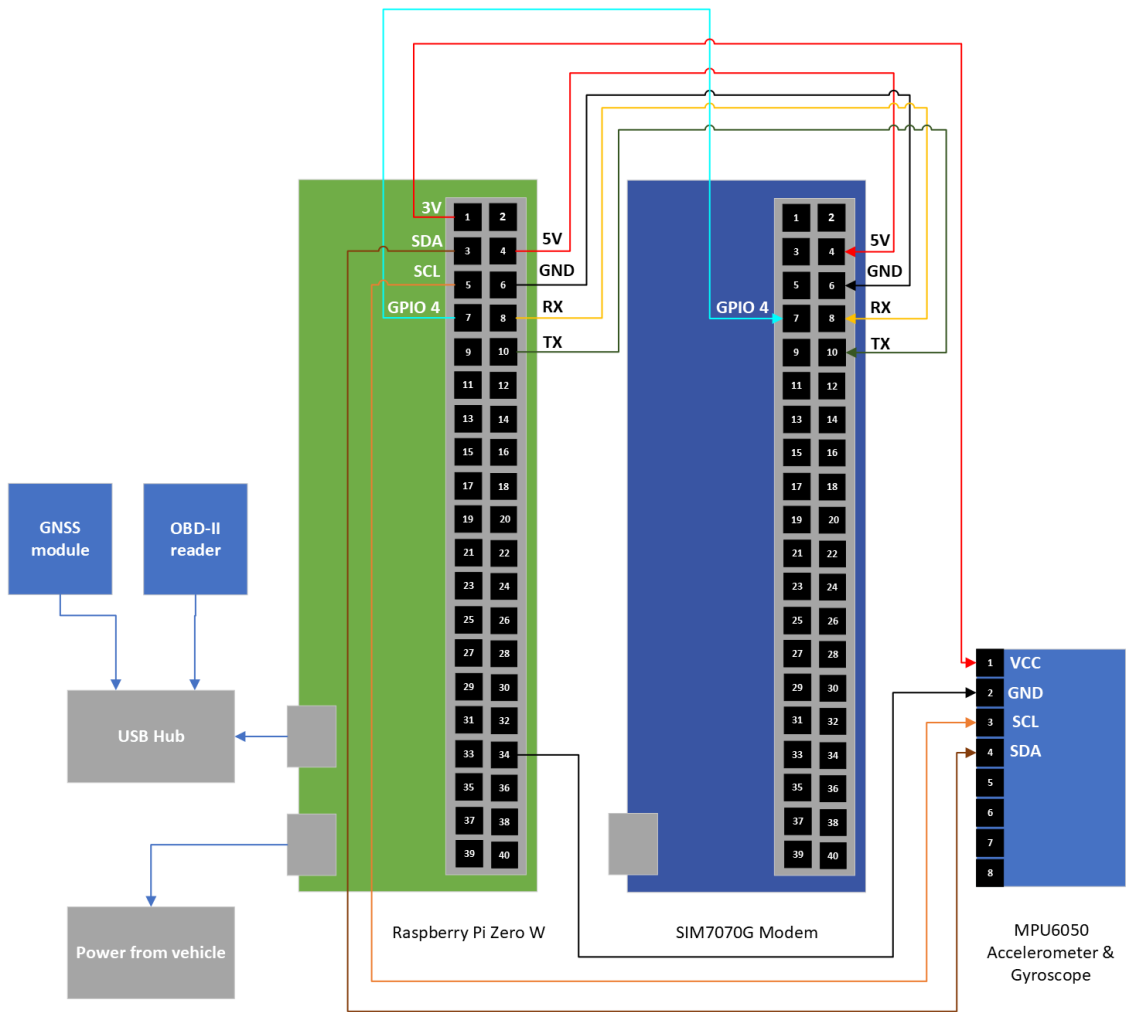 3V
1 2
SDA
3 4
5V
SCL
5 6
GND
GPIO 4
7 8
RX
9 10
TX
11 12
13 14
15 16
17 18
19 20
21 22
23 24
25 26
27 28
29 30
31 32
33 34
35 36
37 38
39 40
Raspberry Pi Zero W
1 2
3 4
5V
5 6
GND
GPIO 4
7 8
RX
9 10
TX
11 12
13 14
15 16
17 18
19 20
21 22
23 24
25 26
27 28
29 30
31 32
33 34
35 36
37 38
39 40
SIM7070G Modem
GNSS
module
OBD-II
reader
USB Hub
Power from vehicle
1 VCC
2 GND
3 SCL
4 SDA
5
6
7
8
MPU6050
Accelerometer &
Gyroscope